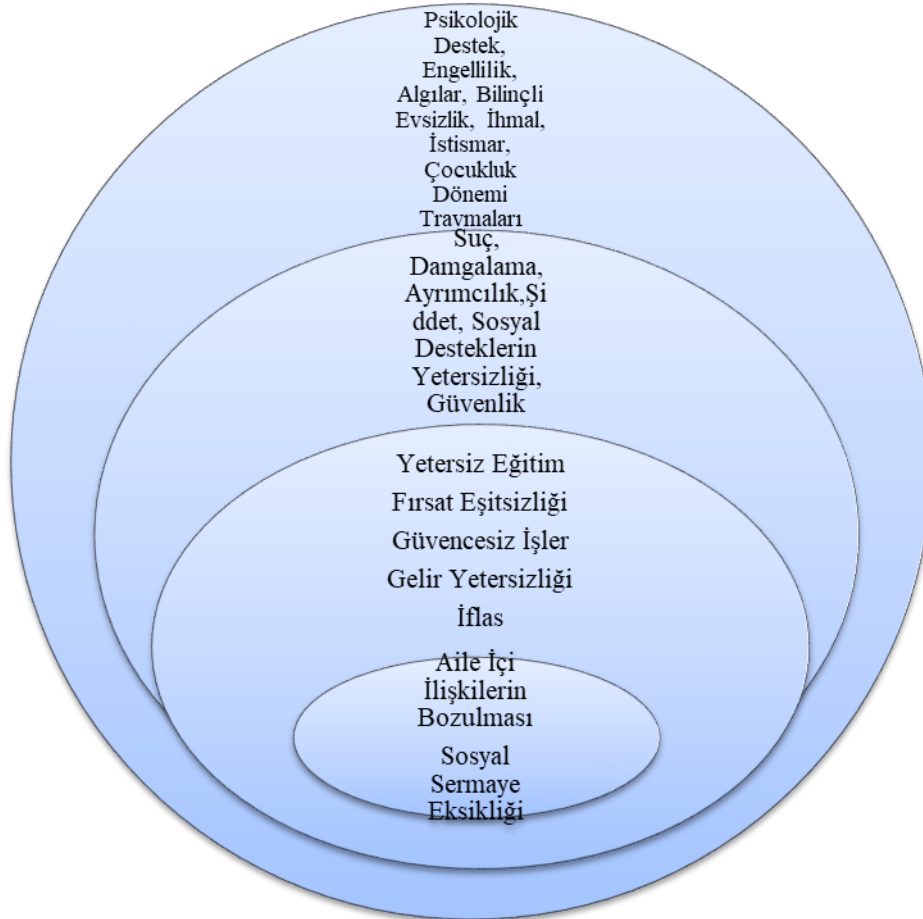 Psikolojik
Destek,
Engellilik,
Algılar, Bilinçli
Evsizlik, İhmal,
İstismar,
Çocukluk
Dönemi
Travmaları
Suç,
Damgalama,
Ayrımcılık,Şi
ddet, Sosyal
Desteklerin
Yetersizliği,
Güvenlik
Yetersiz Eğitim
Fırsat Eşitsizliği
Güvencesiz İşler
Gelir Yetersizliği
İflas
Aile İçi
İlişkilerin
Bozulması
Sosyal
Sermaye
Eksikliği